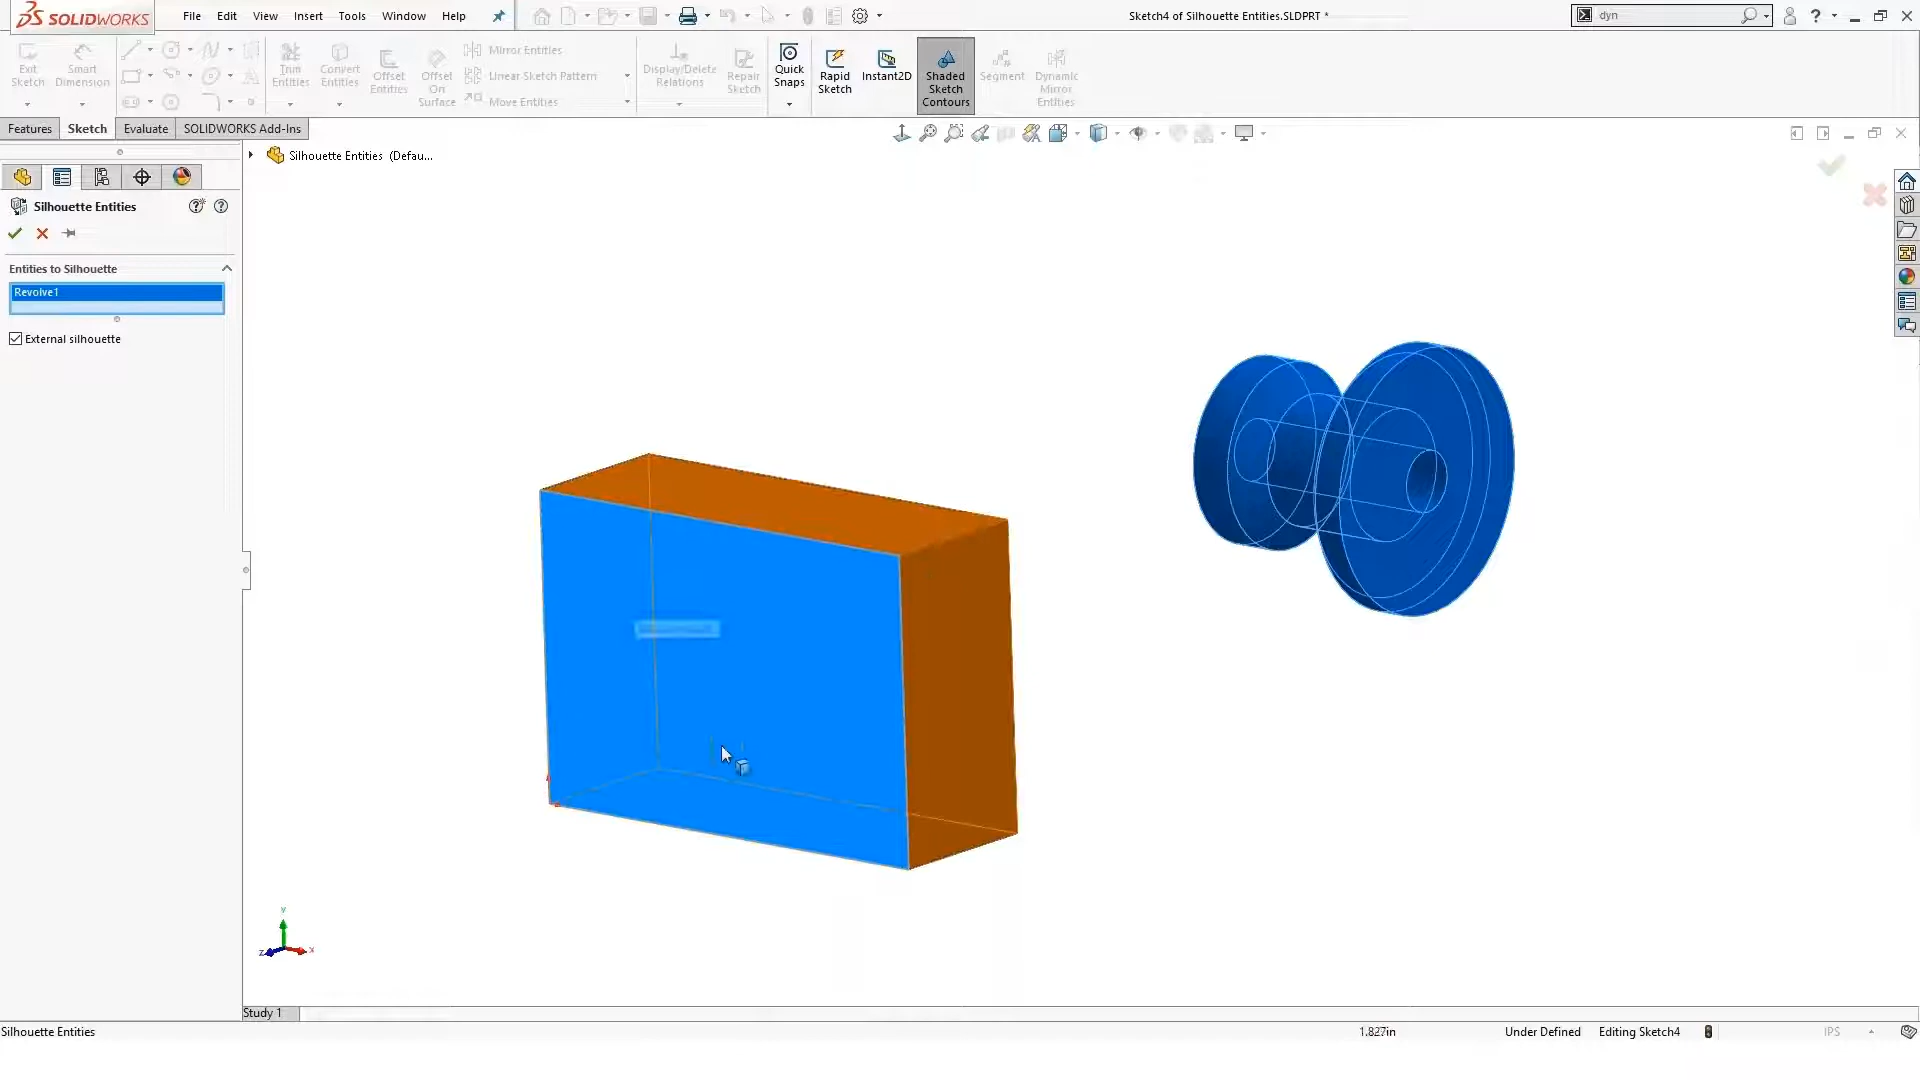 SOLIDWORKS
File Edit View Insert Tools Window Help
Sketch4 of Silhouette Entities.SLDPRT *
dyn
Exit Sketch
Smart Dimension
Trim Entities
Convert Entities
Offset Entities
Offset On Surface
Mirror Entities
Linear Sketch Pattern
Move Entities
Display/Delete Relations
Repair Sketch
Quick Snaps
Rapid Sketch
Instant2D
Shaded Sketch Contours
Segment
Dynamic Mirror Entities
Features Sketch Evaluate SOLIDWORKS Add-Ins
Silhouette Entities (Defau...
Silhouette Entities
Entities to Silhouette
Revolve1
External silhouette
Y
Z X
Study 1
Silhouette Entities 1.827in Under Defined Editing Sketch4 IPS